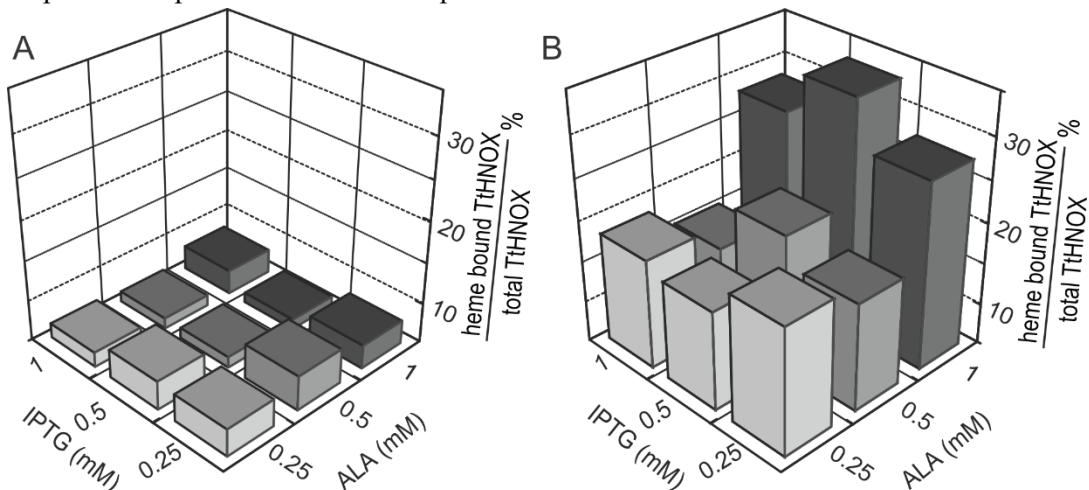 A
30
20
10
heme bound TtHNOX %
total TtHNOX
1
0.5
0.25
IPTG (mM)
1
0.5
0.25
ALA (mM)
B
30
20
10
heme bound TtHNOX %
total TtHNOX
1
0.5
0.25
IPTG (mM)
1
0.5
0.25
ALA (mM)